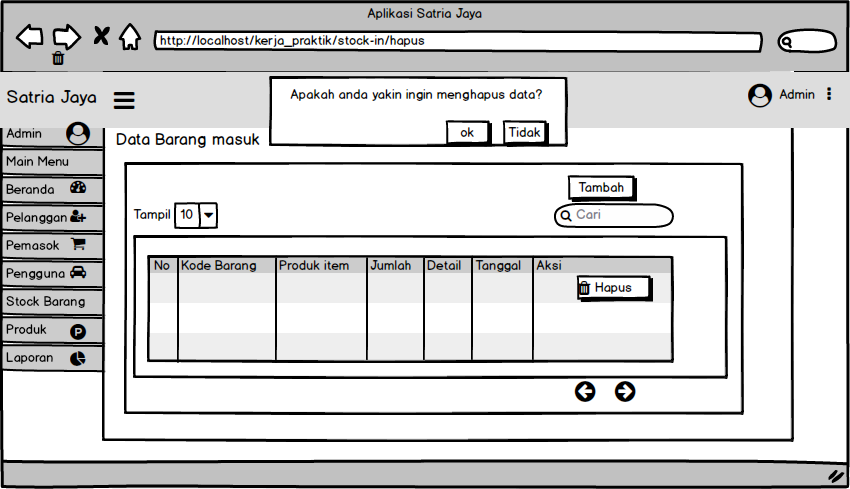 Aplikasi Satria Jaya
http://localhost/kerja_praktik/stock-in/hapus
Satria Jaya
Apakah anda yakin ingin menghapus data?
ok
Tidak
Admin
Admin
Main Menu
Beranda
Pelanggan
Pemasok
Pengguna
Stock Barang
Produk
P
Laporan
Data Barang masuk
Tambah
Tampil 10
Cari
No Kode Barang Produk item Jumlah Detail Tanggal Aksi
Hapus